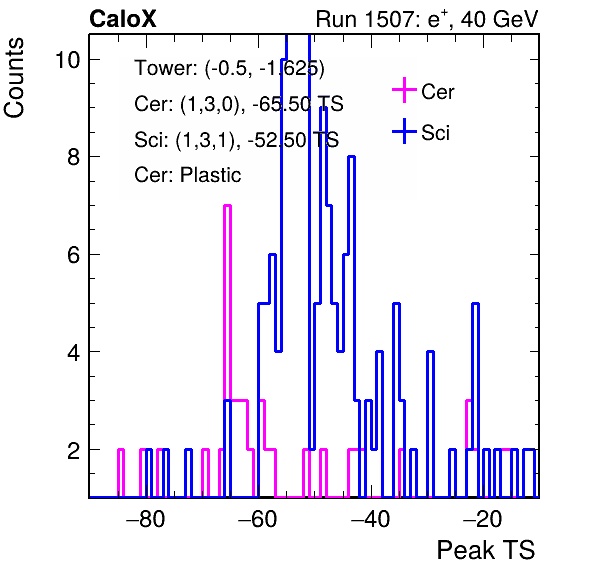 CaloX
Run 1507: e+, 40 GeV
Counts
Tower: (-0.5, -1.625)
Cer: (1,3,0), -65.50 TS
Sci: (1,3,1), -52.50 TS
Cer: Plastic
Cer
Sci
10
8
6
4
2
−80 −60 −40 −20
Peak TS